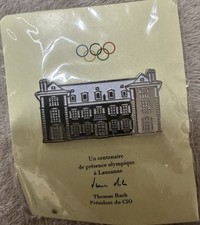 Un centenaire
de présence olympique
à Lausanne
Thomas Bach
Président du CIO